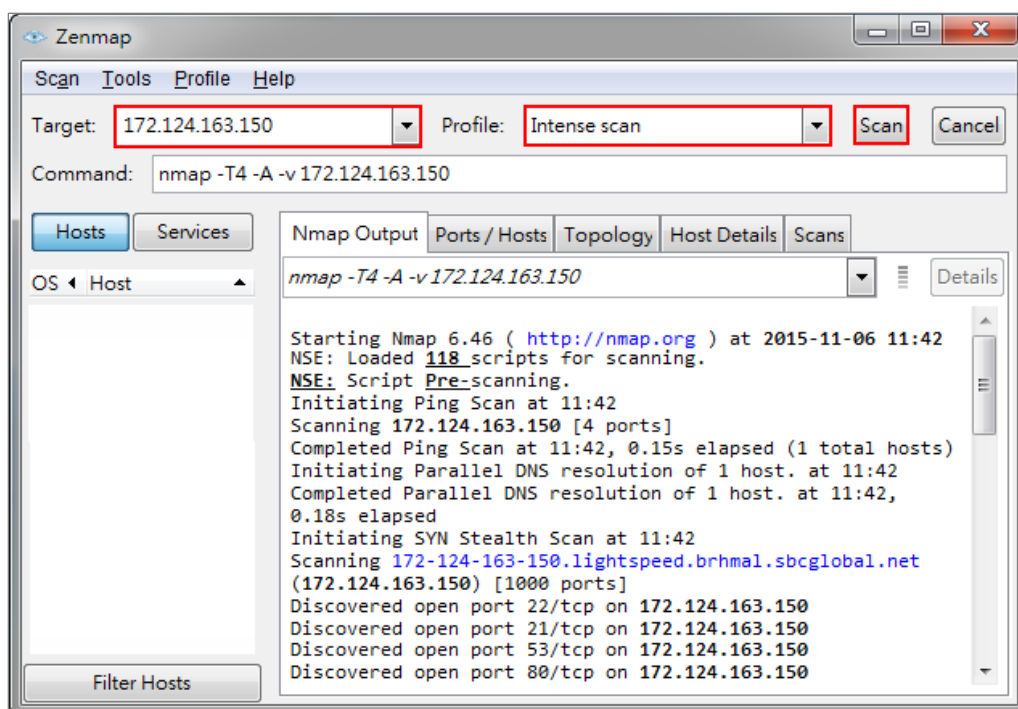 Zenmap
Scan Tools Profile Help
Target: 172.124.163.150 Profile: Intense scan Scan Cancel
Command: nmap -T4 -A -v 172.124.163.150
Hosts Services
OS Host
Filter Hosts
Nmap Output Ports / Hosts Topology Host Details Scans
nmap -T4 -A -v 172.124.163.150 Details
Starting Nmap 6.46 ( http://nmap.org ) at 2015-11-06 11:42
NSE: Loaded 118 scripts for scanning.
NSE: Script Pre-scanning.
Initiating Ping Scan at 11:42
Scanning 172.124.163.150 [4 ports]
Completed Ping Scan at 11:42, 0.15s elapsed (1 total hosts)
Initiating Parallel DNS resolution of 1 host. at 11:42
Completed Parallel DNS resolution of 1 host. at 11:42,
0.18s elapsed
Initiating SYN Stealth Scan at 11:42
Scanning 172-124-163-150.lightspeed.brhmal.sbcglobal.net
(172.124.163.150) [1000 ports]
Discovered open port 22/tcp on 172.124.163.150
Discovered open port 21/tcp on 172.124.163.150
Discovered open port 53/tcp on 172.124.163.150
Discovered open port 80/tcp on 172.124.163.150